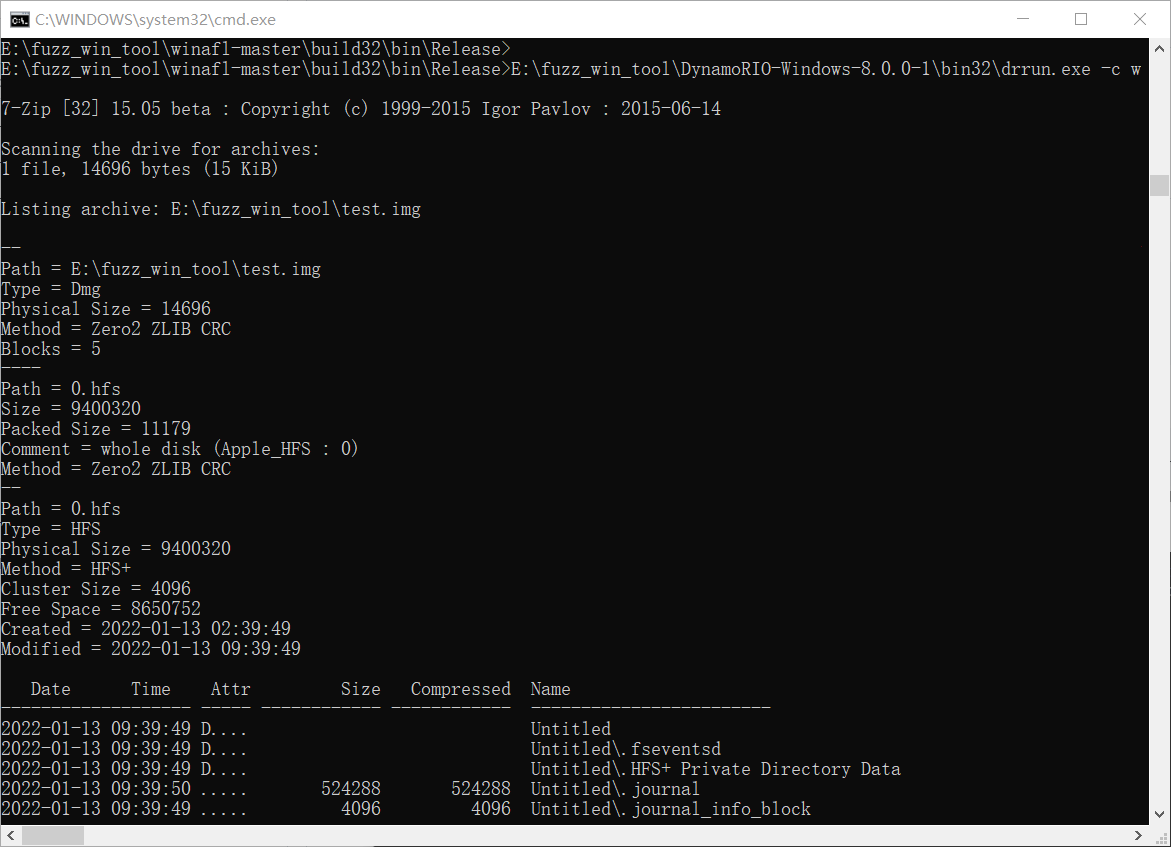 C:\WINDOWS\system32\cmd.exe
E:\fuzz_win_tool\winafl-master\build32\bin\Release>
E:\fuzz_win_tool\winafl-master\build32\bin\Release>E:\fuzz_win_tool\DynamoRIO-Windows-8.0.0-1\bin32\drrun.exe -c w
7-Zip [32] 15.05 beta : Copyright (c) 1999-2015 Igor Pavlov : 2015-06-14
Scanning the drive for archives:
1 file, 14696 bytes (15 KiB)
Listing archive: E:\fuzz_win_tool\test.img
--
Path = E:\fuzz_win_tool\test.img
Type = Dmg
Physical Size = 14696
Method = Zero2 ZLIB CRC
Blocks = 5
----
Path = 0.hfs
Size = 9400320
Packed Size = 11179
Comment = whole disk (Apple_HFS : 0)
Method = Zero2 ZLIB CRC
--
Path = 0.hfs
Type = HFS
Physical Size = 9400320
Method = HFS+
Cluster Size = 4096
Free Space = 8650752
Created = 2022-01-13 02:39:49
Modified = 2022-01-13 09:39:49
   Date      Time    Attr         Size   Compressed  Name
------------------- ----- ------------ ------------  ------------------------
2022-01-13 09:39:49 D....                            Untitled
2022-01-13 09:39:49 D....                            Untitled\.fseventsd
2022-01-13 09:39:49 D....                            Untitled\.HFS+ Private Directory Data
2022-01-13 09:39:50 .....       524288       524288  Untitled\.journal
2022-01-13 09:39:49 .....         4096         4096  Untitled\.journal_info_block